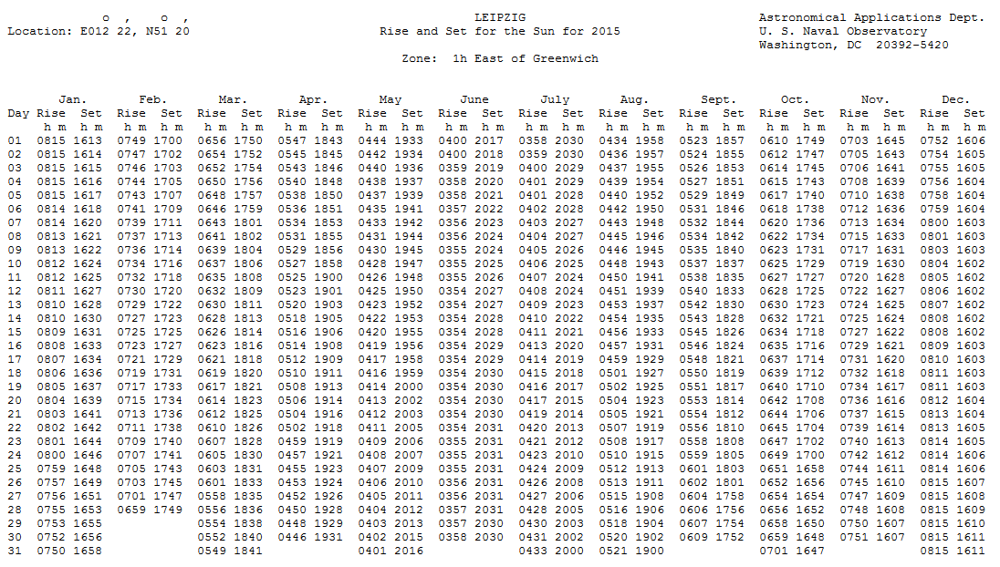 o , o , LEIPZIG Astronomical Applications Dept.
Location: E012 22, N51 20 Rise and Set for the Sun for 2015 U. S. Naval Observatory
Washington, DC 20392-5420
Zone: 1h East of Greenwich
Jan. Feb. Mar. Apr. May June July Aug. Sept. Oct. Nov. Dec.
Day Rise Set Rise Set Rise Set Rise Set Rise Set Rise Set Rise Set Rise Set Rise Set Rise Set Rise Set Rise Set
h m h m h m h m h m h m h m h m h m h m h m h m h m h m h m h m h m h m h m h m h m h m h m h m
01 0815 1613 0749 1700 0656 1750 0547 1843 0444 1933 0400 2017 0358 2030 0434 1958 0523 1857 0610 1749 0703 1645 0752 1606
02 0815 1614 0747 1702 0654 1752 0545 1845 0442 1934 0400 2018 0359 2030 0436 1957 0524 1855 0612 1747 0705 1643 0754 1605
03 0815 1615 0746 1703 0652 1754 0543 1846 0440 1936 0359 2019 0400 2029 0437 1955 0526 1853 0614 1745 0706 1641 0755 1605
04 0815 1616 0744 1705 0650 1756 0540 1848 0438 1937 0358 2020 0401 2029 0439 1954 0527 1851 0615 1743 0708 1639 0756 1604
05 0815 1617 0743 1707 0648 1757 0538 1850 0437 1939 0358 2021 0401 2028 0440 1952 0529 1849 0617 1740 0710 1638 0758 1604
06 0814 1618 0741 1709 0646 1759 0536 1851 0435 1941 0357 2022 0402 2028 0442 1950 0531 1846 0618 1738 0712 1636 0759 1604
07 0814 1620 0739 1711 0643 1801 0534 1853 0433 1942 0356 2023 0403 2027 0443 1948 0532 1844 0620 1736 0713 1634 0800 1603
08 0813 1621 0737 1713 0641 1802 0531 1855 0431 1944 0356 2024 0404 2027 0445 1946 0534 1842 0622 1734 0715 1633 0801 1603
09 0813 1622 0736 1714 0639 1804 0529 1856 0430 1945 0355 2024 0405 2026 0446 1945 0535 1840 0623 1731 0717 1631 0803 1603
10 0812 1624 0734 1716 0637 1806 0527 1858 0428 1947 0355 2025 0406 2025 0448 1943 0537 1837 0625 1729 0719 1630 0804 1602
11 0812 1625 0732 1718 0635 1808 0525 1900 0426 1948 0355 2026 0407 2024 0450 1941 0538 1835 0627 1727 0720 1628 0805 1602
12 0811 1627 0730 1720 0632 1809 0523 1901 0425 1950 0354 2027 0408 2024 0451 1939 0540 1833 0628 1725 0722 1627 0806 1602
13 0810 1628 0729 1722 0630 1811 0520 1903 0423 1952 0354 2027 0409 2023 0453 1937 0542 1830 0630 1723 0724 1625 0807 1602
14 0810 1630 0727 1723 0628 1813 0518 1905 0422 1953 0354 2028 0410 2022 0454 1935 0543 1828 0632 1721 0725 1624 0808 1602
15 0809 1631 0725 1725 0626 1814 0516 1906 0420 1955 0354 2028 0411 2021 0456 1933 0545 1826 0634 1718 0727 1622 0808 1602
16 0808 1633 0723 1727 0623 1816 0514 1908 0419 1956 0354 2029 0413 2020 0457 1931 0546 1824 0635 1716 0729 1621 0809 1603
17 0807 1634 0721 1729 0621 1818 0512 1909 0417 1958 0354 2029 0414 2019 0459 1929 0548 1821 0637 1714 0731 1620 0810 1603
18 0806 1636 0719 1731 0619 1820 0510 1911 0416 1959 0354 2030 0415 2018 0501 1927 0550 1819 0639 1712 0732 1618 0811 1603
19 0805 1637 0717 1733 0617 1821 0508 1913 0414 2000 0354 2030 0416 2017 0502 1925 0551 1817 0640 1710 0734 1617 0811 1603
20 0804 1639 0715 1734 0614 1823 0506 1914 0413 2002 0354 2030 0417 2015 0504 1923 0553 1814 0642 1708 0736 1616 0812 1604
21 0803 1641 0713 1736 0612 1825 0504 1916 0412 2003 0354 2030 0419 2014 0505 1921 0554 1812 0644 1706 0737 1615 0813 1604
22 0802 1642 0711 1738 0610 1826 0502 1918 0411 2005 0354 2031 0420 2013 0507 1919 0556 1810 0645 1704 0739 1614 0813 1605
23 0801 1644 0709 1740 0607 1828 0459 1919 0409 2006 0355 2031 0421 2012 0508 1917 0558 1808 0647 1702 0740 1613 0814 1605
24 0800 1646 0707 1741 0605 1830 0457 1921 0408 2007 0355 2031 0423 2010 0510 1915 0559 1805 0649 1700 0742 1612 0814 1606
25 0759 1648 0705 1743 0603 1831 0455 1923 0407 2009 0355 2031 0424 2009 0512 1913 0601 1803 0651 1658 0744 1611 0814 1606
26 0757 1649 0703 1745 0601 1833 0453 1924 0406 2010 0356 2031 0426 2008 0513 1911 0602 1801 0652 1656 0745 1610 0815 1607
27 0756 1651 0701 1747 0558 1835 0452 1926 0405 2011 0356 2031 0427 2006 0515 1908 0604 1758 0654 1654 0747 1609 0815 1608
28 0755 1653 0659 1749 0556 1836 0450 1928 0404 2012 0357 2031 0428 2005 0516 1906 0606 1756 0656 1652 0748 1608 0815 1609
29 0753 1655 0554 1838 0448 1929 0403 2013 0357 2030 0430 2003 0518 1904 0607 1754 0658 1650 0750 1607 0815 1610
30 0752 1656 0552 1840 0446 1931 0402 2015 0358 2030 0431 2002 0520 1902 0609 1752 0659 1648 0751 1607 0815 1611
31 0750 1658 0549 1841 0401 2016 0433 2000 0521 1900 0701 1647 0815 1611